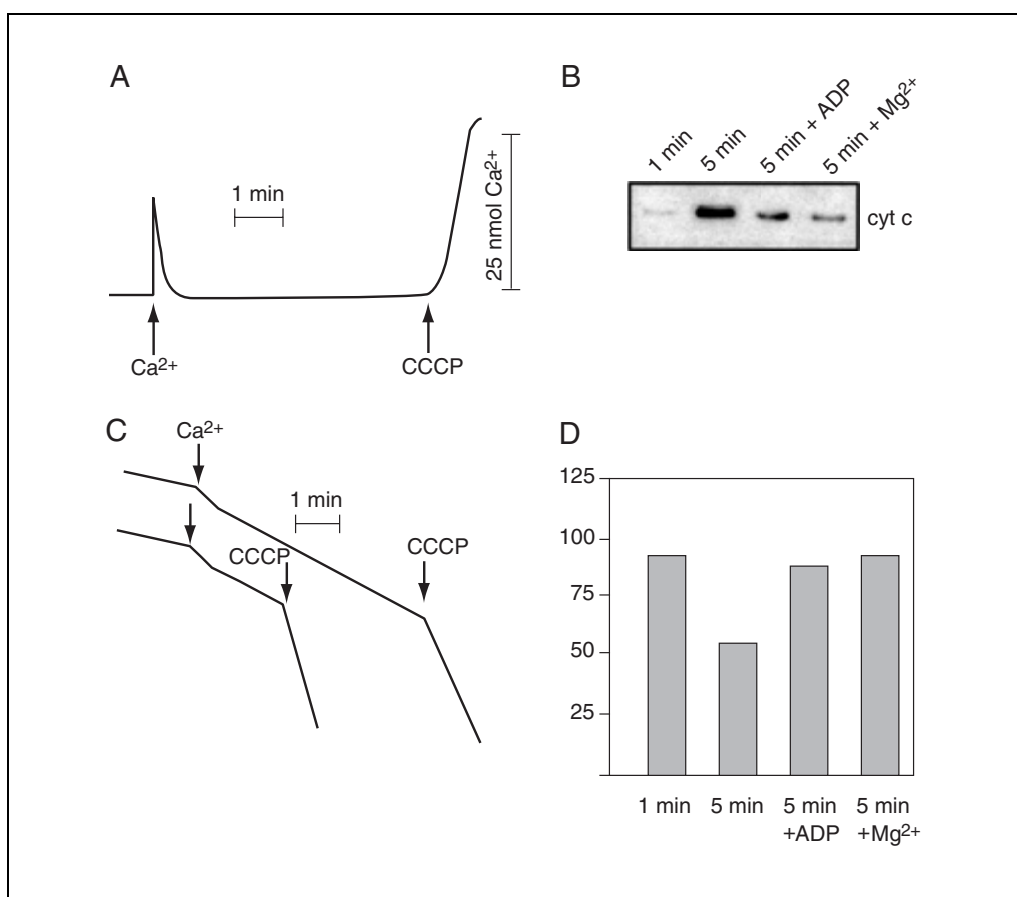 A
1 min
25 nmol Ca²⁺
Ca²⁺
CCCP
B
1 min
5 min
5 min + ADP
5 min + Mg²⁺
cyt c
C
Ca²⁺
1 min
CCCP
CCCP
D
125
100
75
50
25
1 min
5 min
5 min
+ADP
5 min
+Mg²⁺